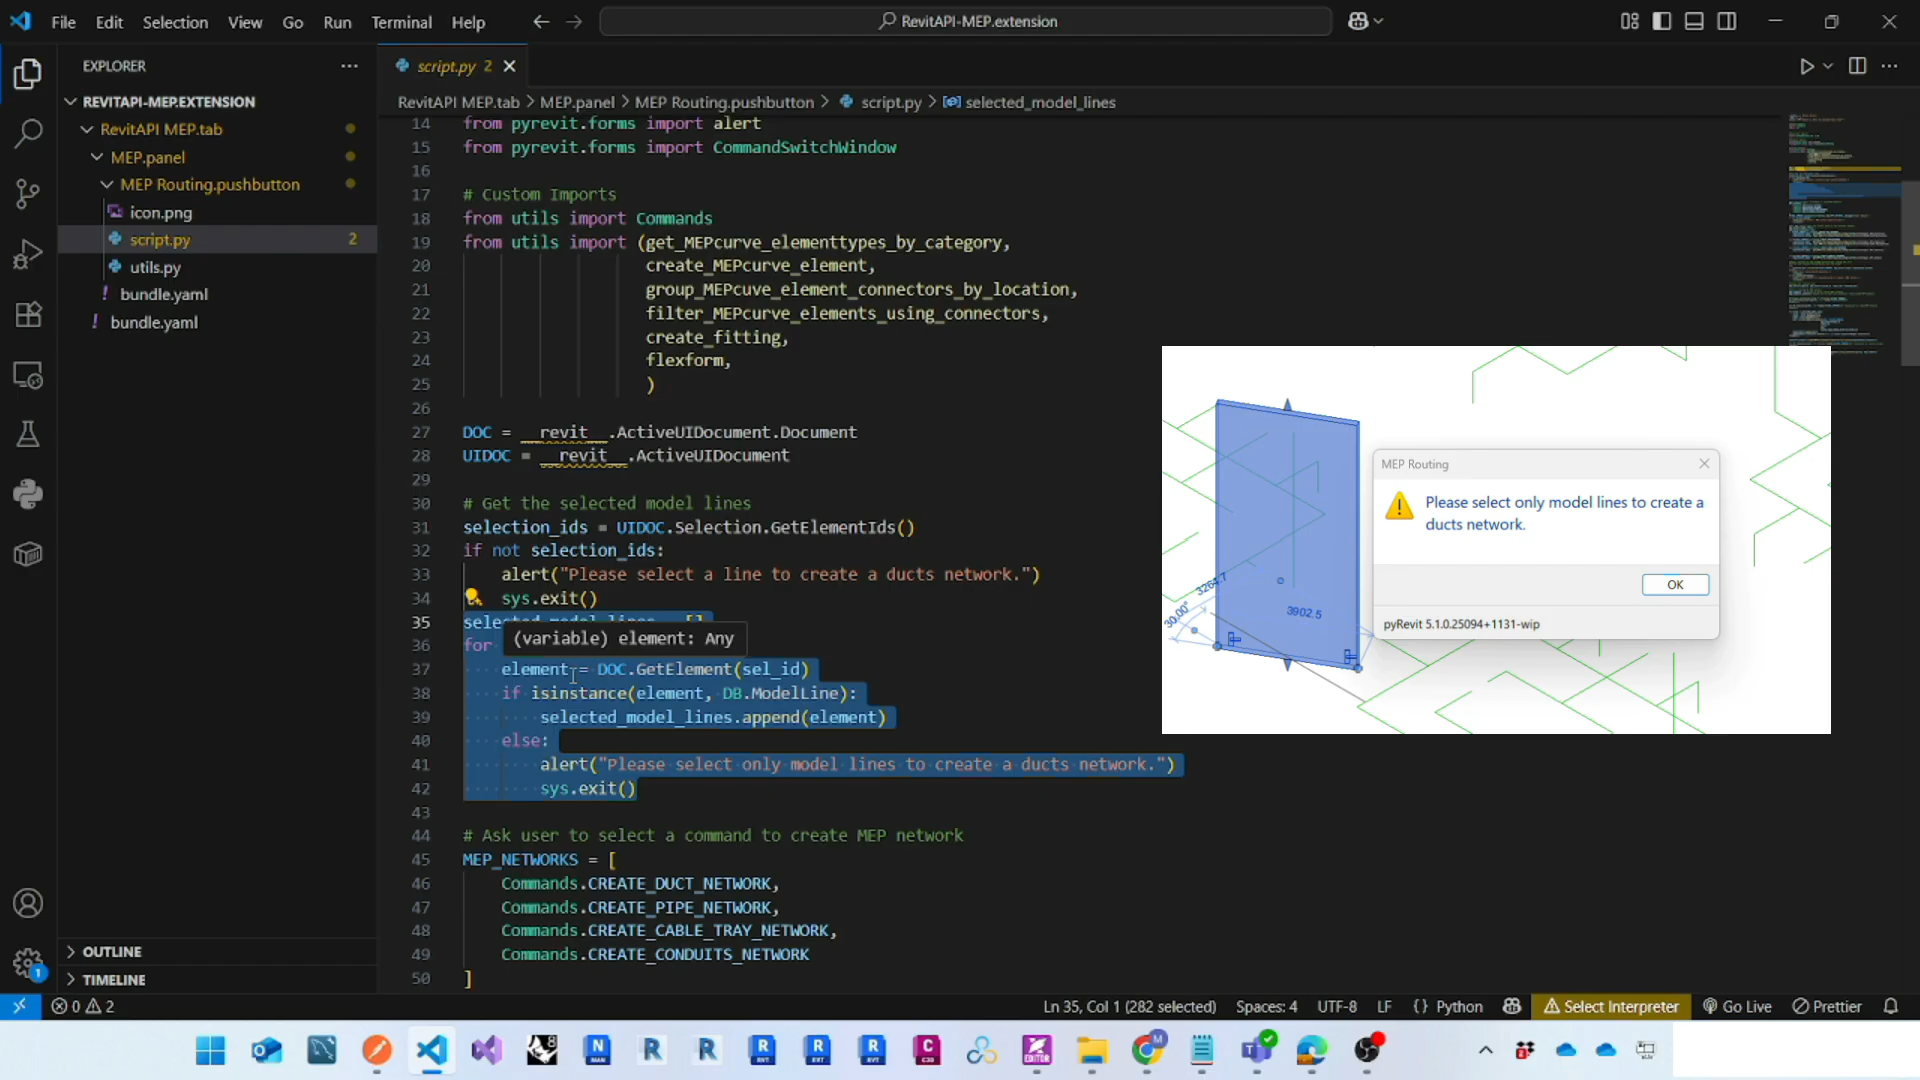 File Edit Selection View Go Run Terminal Help
RevitAPI-MEP.extension
EXPLORER
REVITAPI-MEP.EXTENSION
RevitAPI MEP.tab
MEP.panel
MEP Routing.pushbutton
icon.png
script.py 2
utils.py
bundle.yaml
bundle.yaml
OUTLINE
TIMELINE
script.py 2
RevitAPI MEP.tab > MEP.panel > MEP Routing.pushbutton > script.py > selected_model_lines
14 from pyrevit.forms import alert
15 from pyrevit.forms import CommandSwitchWindow
16
17 # Custom Imports
18 from utils import Commands
19 from utils import (get_MEPcurve_elementtypes_by_category,
20 create_MEPcurve_element,
21 group_MEPcuve_element_connectors_by_location,
22 filter_MEPcurve_elements_using_connectors,
23 create_fitting,
24 flexform,
25 )
26
27 DOC = __revit__.ActiveUIDocument.Document
28 UIDOC = __revit__.ActiveUIDocument
29
30 # Get the selected model lines
31 selection_ids = UIDOC.Selection.GetElementIds()
32 if not selection_ids:
33 alert("Please select a line to create a ducts network.")
34 sys.exit()
35 selected_model_lines = []
36 for
(variable) element: Any
37 element = DOC.GetElement(sel_id)
38 if isinstance(element, DB.ModelLine):
39 selected_model_lines.append(element)
40 else:
41 alert("Please select only model lines to create a ducts network.")
42 sys.exit()
43
44 # Ask user to select a command to create MEP network
45 MEP_NETWORKS = [
46 Commands.CREATE_DUCT_NETWORK,
47 Commands.CREATE_PIPE_NETWORK,
48 Commands.CREATE_CABLE_TRAY_NETWORK,
49 Commands.CREATE_CONDUITS_NETWORK
50 ]
3902.5
30.00°
MEP Routing
Please select only model lines to create a
ducts network.
OK
pyRevit 5.1.0.25094+1131-wip
1
0 2
Ln 35, Col 1 (282 selected) Spaces: 4 UTF-8 LF {} Python Select Interpreter Go Live Prettier